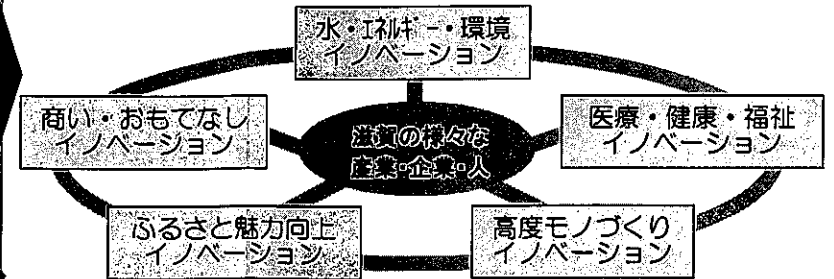 水・エネルギー・環境
イノベーション
商い・おもてなし
イノベーション
滋賀の様々な
産業・企業・人
医療・健康・福祉
イノベーション
ふるさと魅力向上
イノベーション
高度モノづくり
イノベーション